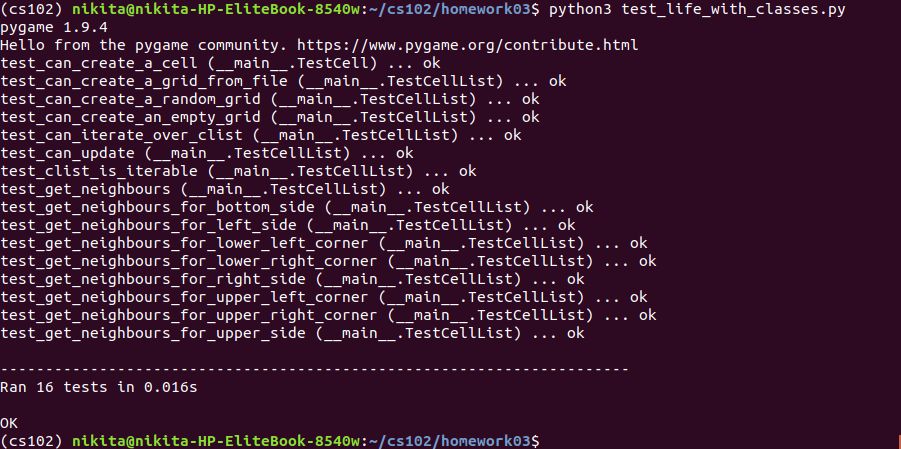 (cs102) nikita@nikita-HP-EliteBook-8540w:~/cs102/homework03$ python3 test_life_with_classes.py
pygame 1.9.4
Hello from the pygame community. https://www.pygame.org/contribute.html
test_can_create_a_cell (__main__.TestCell) ... ok
test_can_create_a_grid_from_file (__main__.TestCellList) ... ok
test_can_create_a_random_grid (__main__.TestCellList) ... ok
test_can_create_an_empty_grid (__main__.TestCellList) ... ok
test_can_iterate_over_clist (__main__.TestCellList) ... ok
test_can_update (__main__.TestCellList) ... ok
test_clist_is_iterable (__main__.TestCellList) ... ok
test_get_neighbours (__main__.TestCellList) ... ok
test_get_neighbours_for_bottom_side (__main__.TestCellList) ... ok
test_get_neighbours_for_left_side (__main__.TestCellList) ... ok
test_get_neighbours_for_lower_left_corner (__main__.TestCellList) ... ok
test_get_neighbours_for_lower_right_corner (__main__.TestCellList) ... ok
test_get_neighbours_for_right_side (__main__.TestCellList) ... ok
test_get_neighbours_for_upper_left_corner (__main__.TestCellList) ... ok
test_get_neighbours_for_upper_right_corner (__main__.TestCellList) ... ok
test_get_neighbours_for_upper_side (__main__.TestCellList) ... ok
----------------------------------------------------------------------
Ran 16 tests in 0.016s
OK
(cs102) nikita@nikita-HP-EliteBook-8540w:~/cs102/homework03$